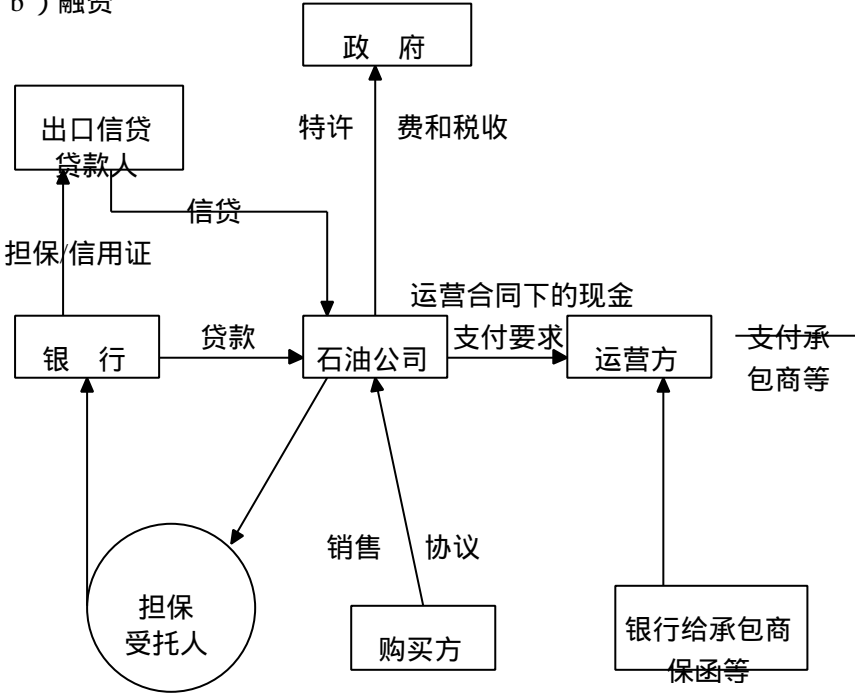 b ) 融资
政 府
出口信贷
贷款人
特许 费和税收
信贷
担保/信用证
运营合同下的现金
支付要求
银 行
贷款
石油公司
运营方
支付承
包商等
销售 协议
担保
受托人
购买方
银行给承包商
保函等